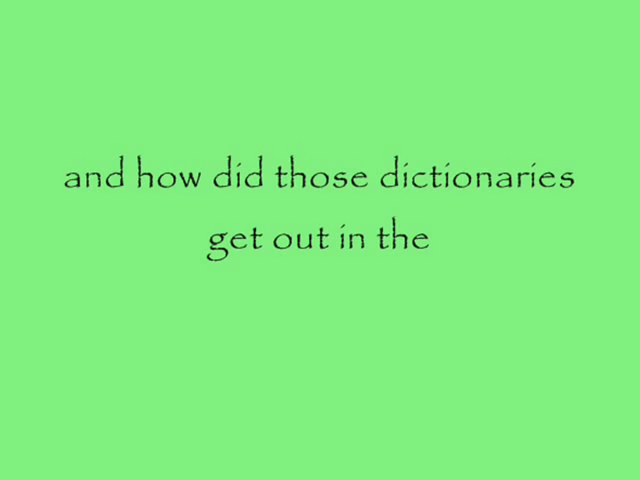 and how did those dictionaries
get out in the